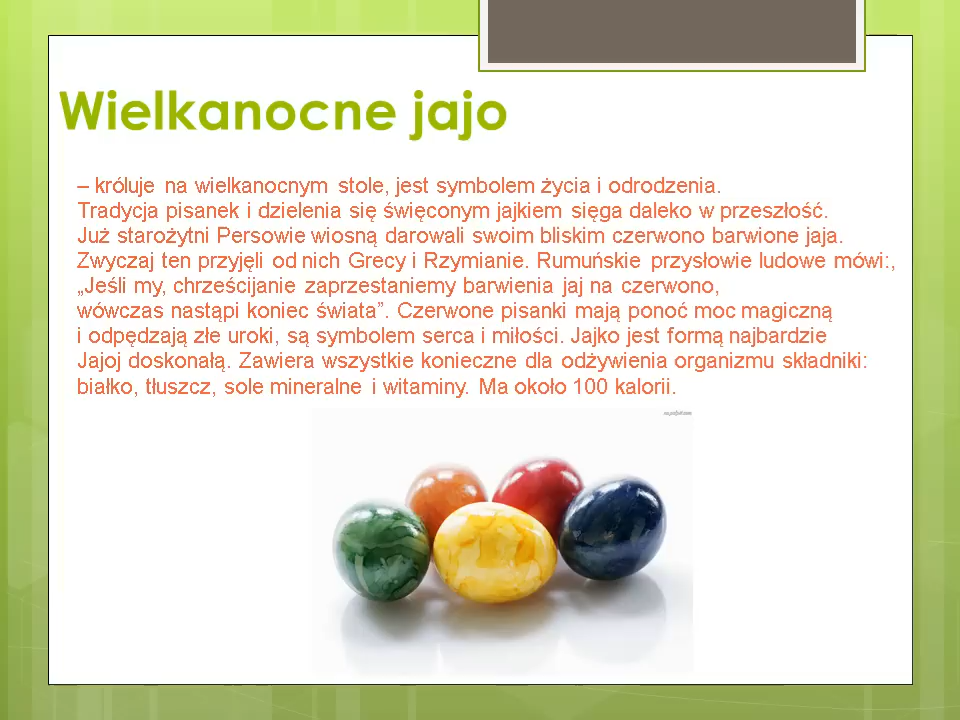 Wielkanocne jajo
– króluje na wielkanocnym stole, jest symbolem życia i odrodzenia.
Tradycja pisanek i dzielenia się święconym jajkiem sięga daleko w przeszłość.
Już starożytni Persowie wiosną darowali swoim bliskim czerwono barwione jaja.
Zwyczaj ten przyjęli od nich Grecy i Rzymianie. Rumuńskie przysłowie ludowe mówi:,
„Jeśli my, chrześcijanie zaprzestaniemy barwienia jaj na czerwono,
wówczas nastąpi koniec świata”. Czerwone pisanki mają ponoć moc magiczną
i odpędzają złe uroki, są symbolem serca i miłości. Jajko jest formą najbardzie
Jajoj doskonałą. Zawiera wszystkie konieczne dla odżywienia organizmu składniki:
białko, tłuszcz, sole mineralne i witaminy. Ma około 100 kalorii.